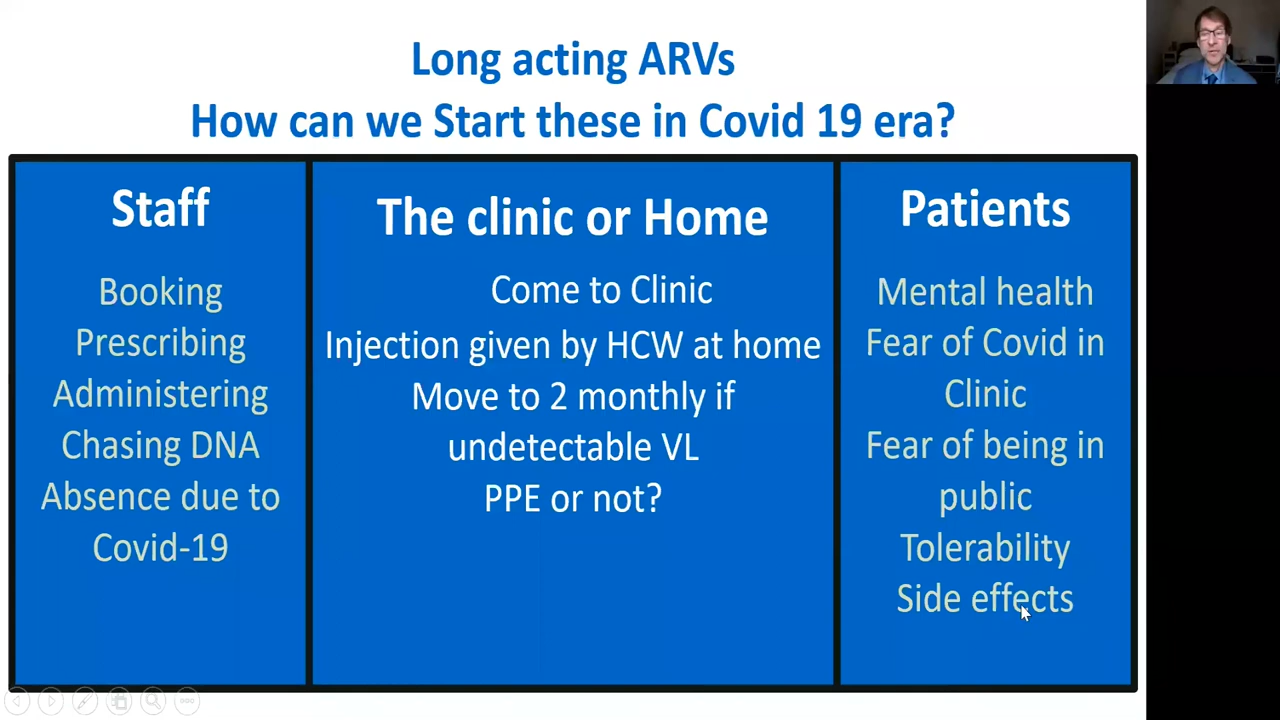 Long acting ARVs
How can we Start these in Covid 19 era?
Staff
Booking
Prescribing
Administering
Chasing DNA
Absence due to
Covid-19
The clinic or Home
Come to Clinic
Injection given by HCW at home
Move to 2 monthly if
undetectable VL
PPE or not?
Patients
Mental health
Fear of Covid in
Clinic
Fear of being in
public
Tolerability
Side effects